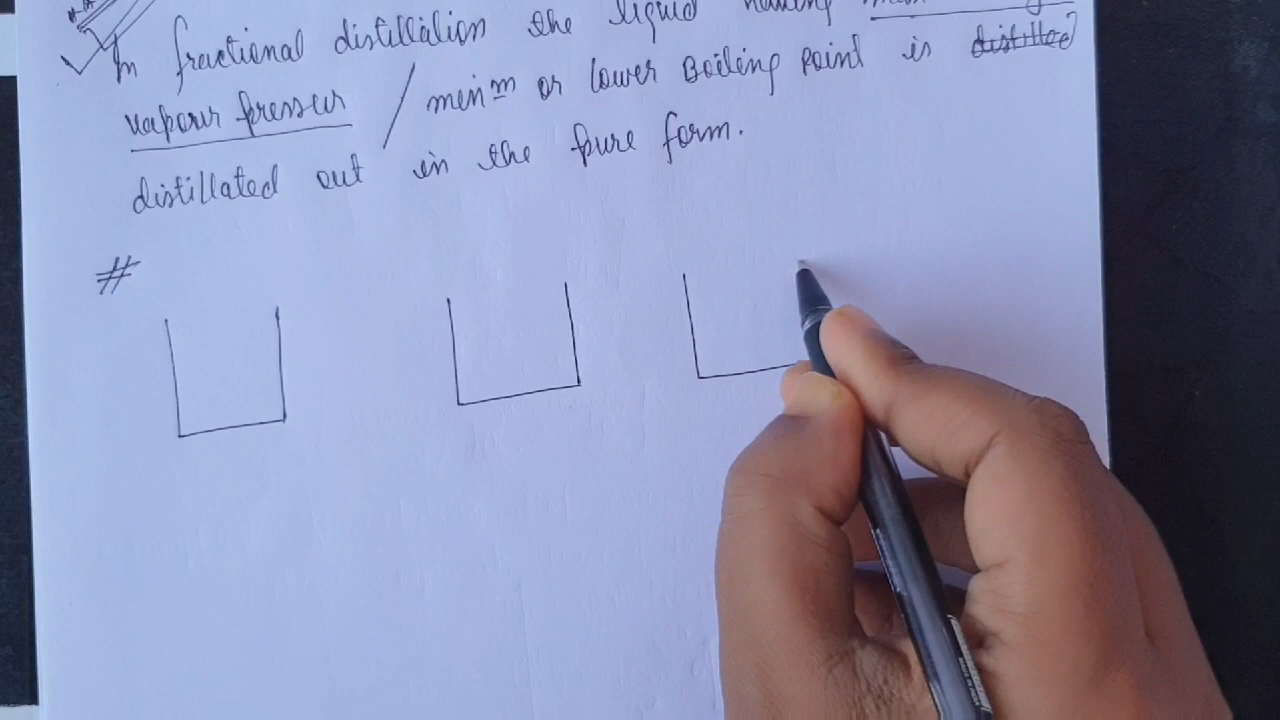 In fractional distillation the liquid having
vapour pressur / minm or lower Boiling point is distilled
distillated out in the pure form.
#